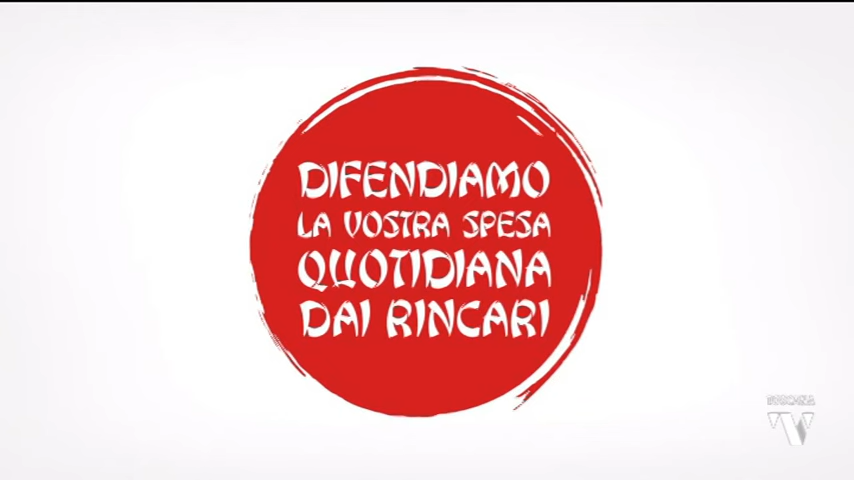 DIFENDIAMO
LA VOSTRA SPESA
QUOTIDIANA
DAI RINCARI